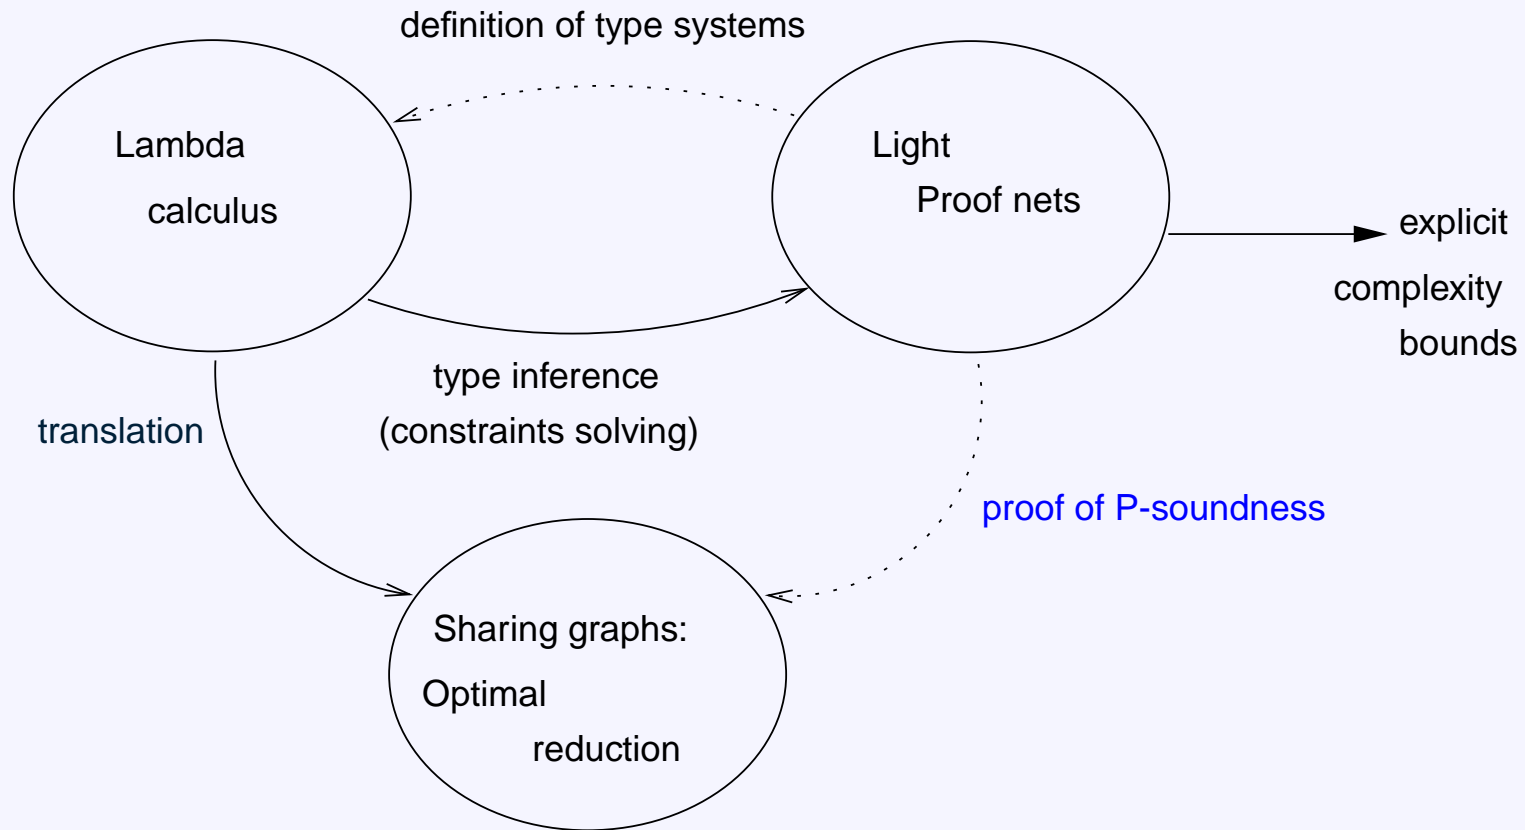 definition of type systems
Lambda
calculus
Light
Proof nets
explicit
complexity
bounds
type inference
(constraints solving)
translation
proof of P-soundness
Sharing graphs:
Optimal
reduction